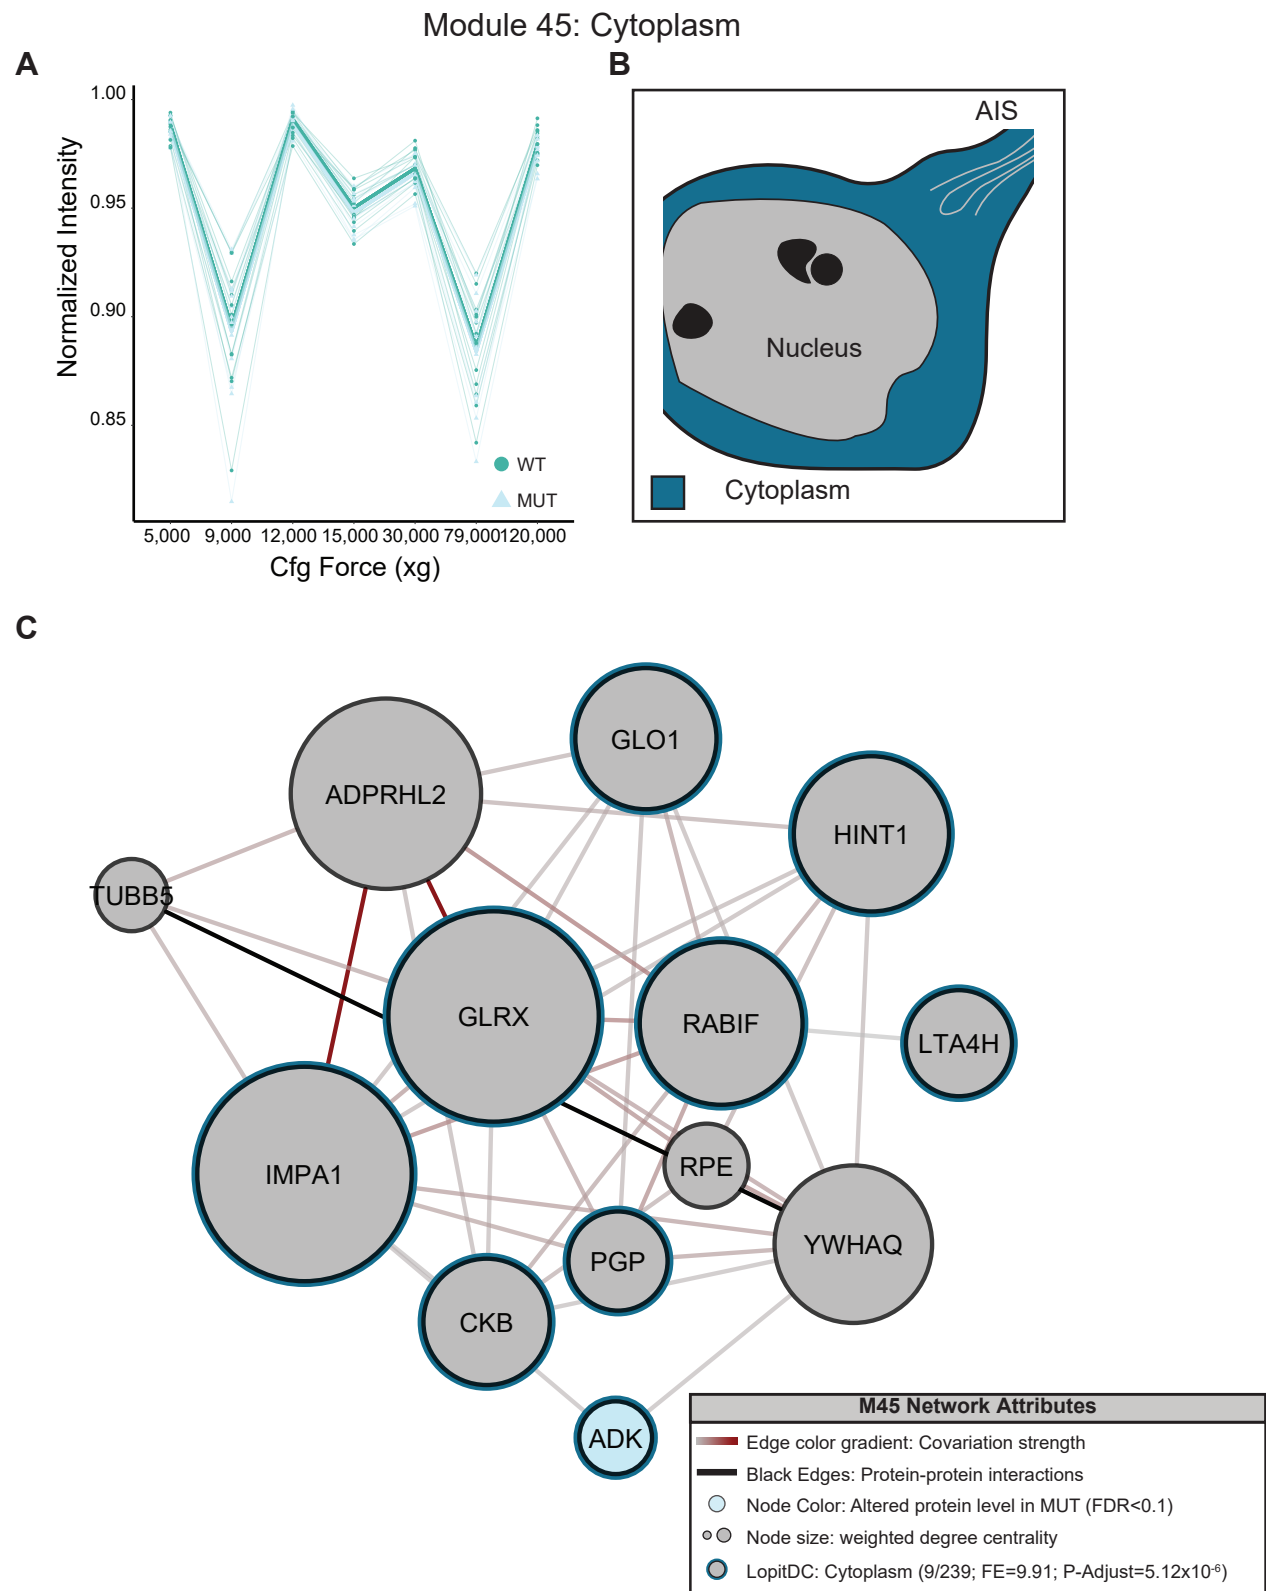 Module 45: Cytoplasm
A
1.00
0.95
0.90
0.85
Normalized Intensity
WT
MUT
5,000 9,000 12,000 15,000 30,000 79,000 120,000
Cfg Force (xg)
B
AIS
Nucleus
Cytoplasm
C
GLO1
ADPRHL2
HINT1
TUBB5
GLRX
RABIF
LTA4H
IMPA1
RPE
YWHAQ
PGP
CKB
ADK
M45 Network Attributes
Edge color gradient: Covariation strength
Black Edges: Protein-protein interactions
Node Color: Altered protein level in MUT (FDR<0.1)
Node size: weighted degree centrality
LopitDC: Cytoplasm (9/239; FE=9.91; P-Adjust=5.12x10⁻⁶)